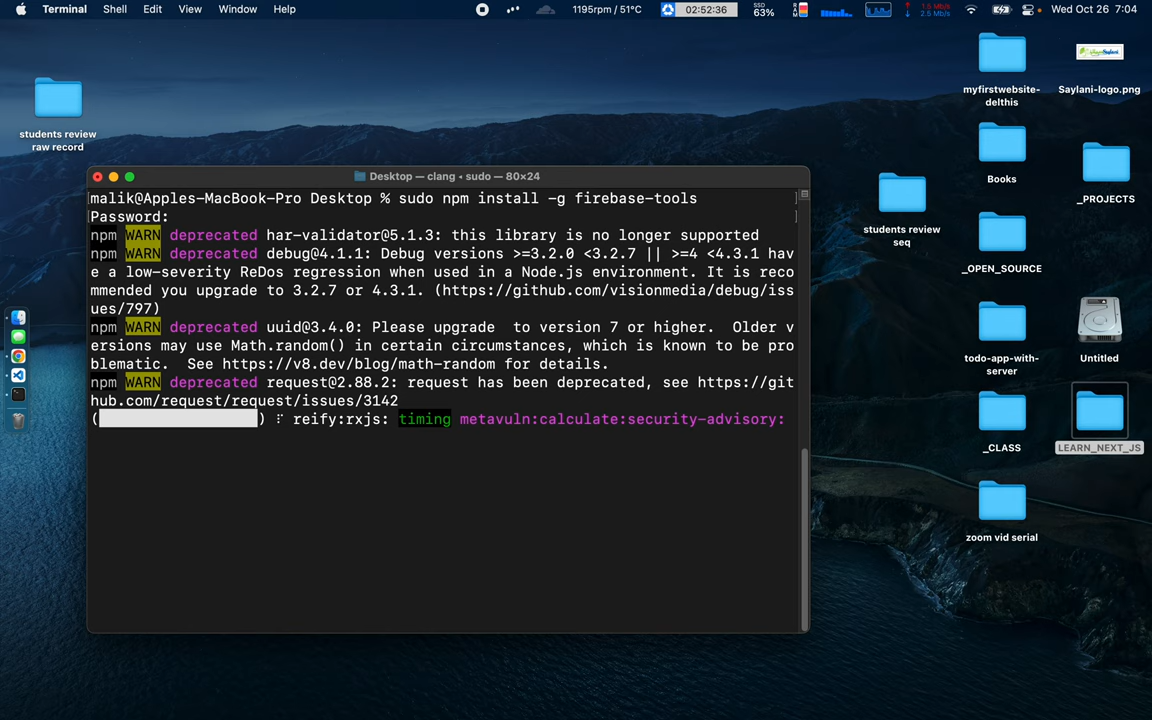 Terminal Shell Edit View Window Help
1195rpm / 51°C 02:52:36 SSD 63% RAM 1.5 Mb/s 2.5 Mb/s Wed Oct 26 7:04
students review
raw record
myfirstwebsite-
delthis
Saylani-logo.png
Books
_PROJECTS
students review
seq
_OPEN_SOURCE
todo-app-with-
server
Untitled
_CLASS
LEARN_NEXT_JS
zoom vid serial
Desktop — clang • sudo — 80×24
malik@Apples-MacBook-Pro Desktop % sudo npm install -g firebase-tools
Password:
npm WARN deprecated har-validator@5.1.3: this library is no longer supported
npm WARN deprecated debug@4.1.1: Debug versions >=3.2.0 <3.2.7 || >=4 <4.3.1 hav
e a low-severity ReDos regression when used in a Node.js environment. It is reco
mmended you upgrade to 3.2.7 or 4.3.1. (https://github.com/visionmedia/debug/iss
ues/797)
npm WARN deprecated uuid@3.4.0: Please upgrade  to version 7 or higher.  Older v
ersions may use Math.random() in certain circumstances, which is known to be pro
blematic.  See https://v8.dev/blog/math-random for details.
npm WARN deprecated request@2.88.2: request has been deprecated, see https://git
hub.com/request/request/issues/3142
( ) ⠏ reify:rxjs: timing metavuln:calculate:security-advisory: